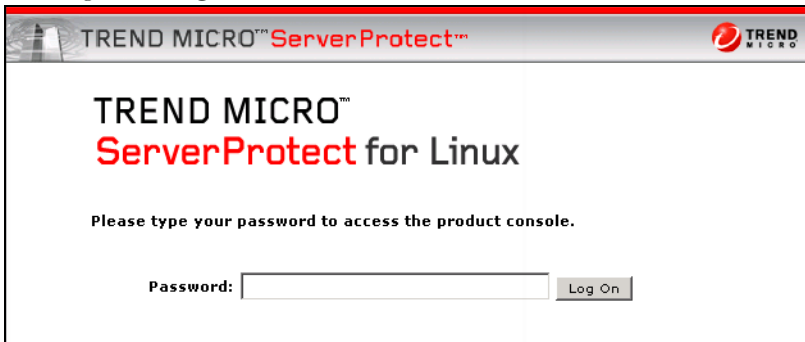 TREND MICRO™ ServerProtect™
TREND MICRO
TREND MICRO™
ServerProtect for Linux
Please type your password to access the product console.
Password:
Log On